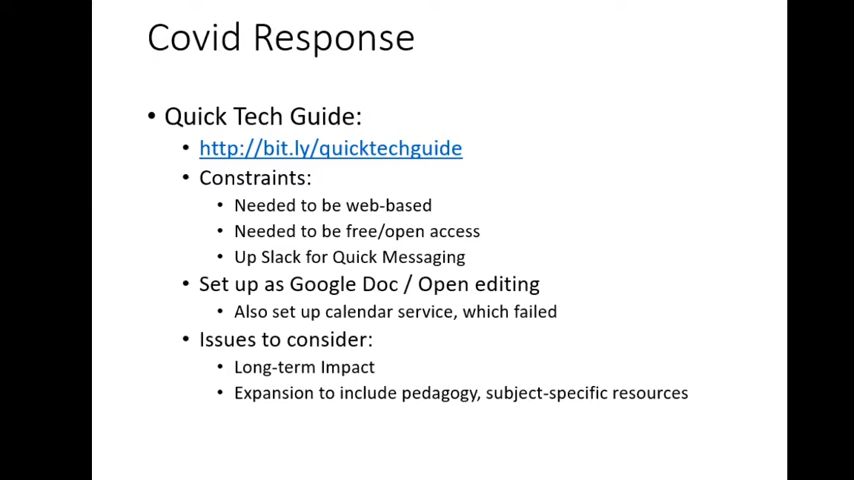 Covid Response
• Quick Tech Guide:
• http://bit.ly/quicktechguide
• Constraints:
• Needed to be web-based
• Needed to be free/open access
• Up Slack for Quick Messaging
• Set up as Google Doc / Open editing
• Also set up calendar service, which failed
• Issues to consider:
• Long-term Impact
• Expansion to include pedagogy, subject-specific resources